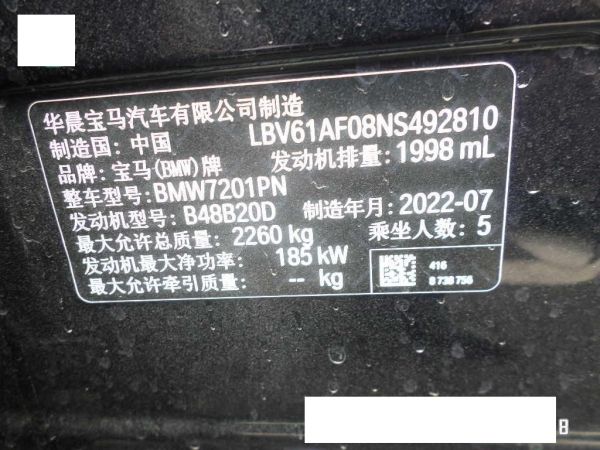 华晨宝马汽车有限公司制造
制造国: 中国 LBV61AF08NS492810
品牌: 宝马(BMW)牌 发动机排量: 1998 mL
整车型号: BMW7201PN
发动机型号: B48B20D 制造年月: 2022-07
最大允许总质量: 2260 kg 乘坐人数: 5
发动机最大净功率: 185 kW
最大允许牵引质量: -- kg
416
8 738 756
B